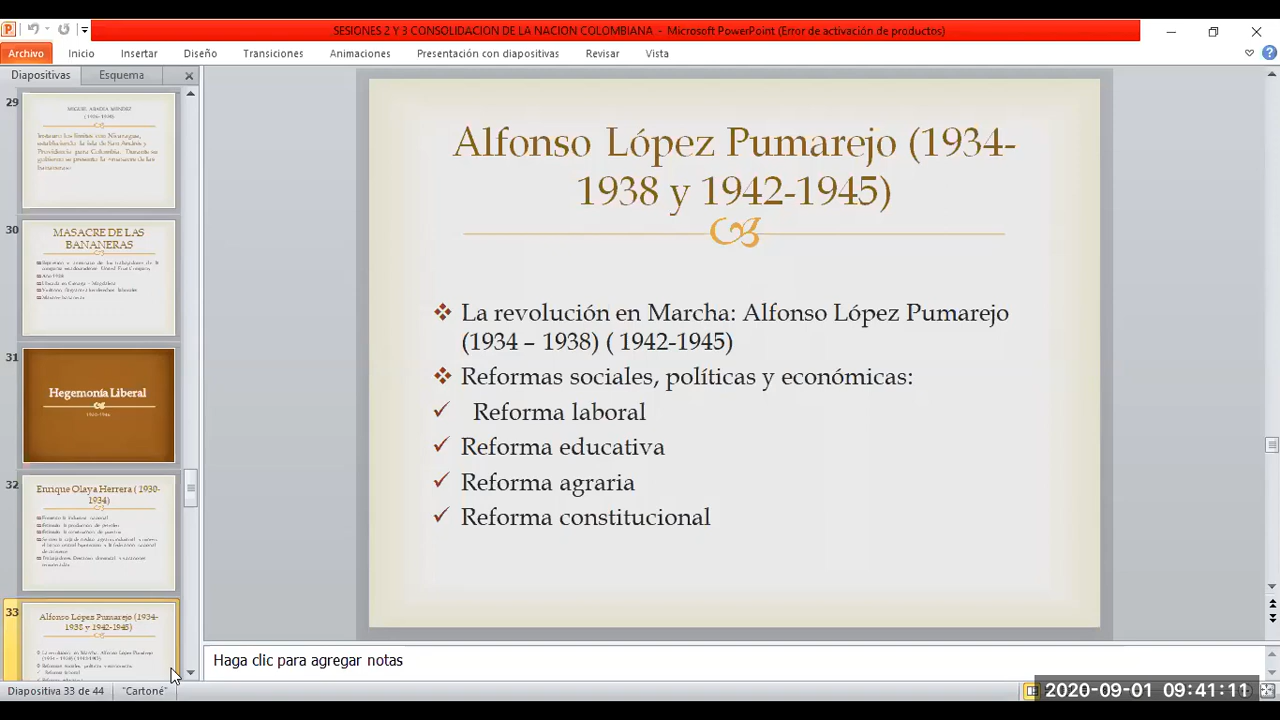 SESIONES 2 Y 3 CONSOLIDACION DE LA NACION COLOMBIANA - Microsoft PowerPoint (Error de activación de productos)
Archivo Inicio Insertar Diseño Transiciones Animaciones Presentación con diapositivas Revisar Vista
Diapositivas Esquema
29
MIGUEL ABADIA MENDEZ
30
MASACRE DE LAS
BANANERAS
31
Hegemonía Liberal
32
Enrique Olaya Herrera ( 1930-
1934)
33
Alfonso López Pumarejo (1934-
1938 y 1942-1945)
Alfonso López Pumarejo (1934-
1938 y 1942-1945)
La revolución en Marcha: Alfonso López Pumarejo
(1934 – 1938) ( 1942-1945)
Reformas sociales, políticas y económicas:
Reforma laboral
Reforma educativa
Reforma agraria
Reforma constitucional
Haga clic para agregar notas
Diapositiva 33 de 44 "Cartoné"
2020-09-01 09:41:11